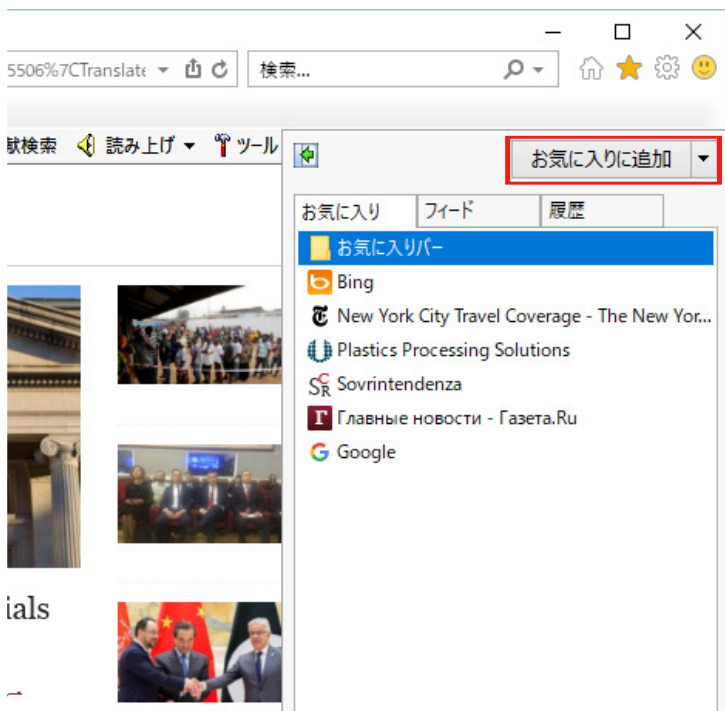 5506%7CTranslate
検索...
献検索 読み上げ ▼ ツール
お気に入りに追加
お気に入り フィード 履歴
お気に入りバー
Bing
New York City Travel Coverage - The New Yor...
Plastics Processing Solutions
Sovrintendenza
Главные новости - Газета.Ru
Google
ials